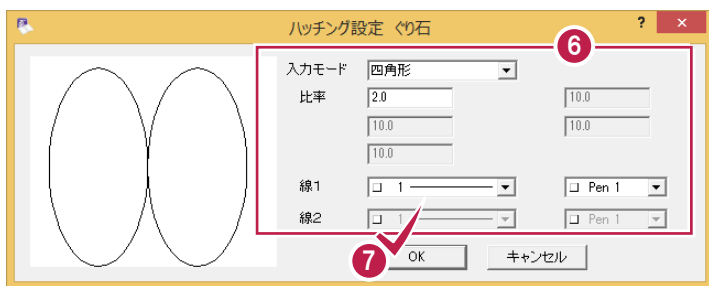 ハッチング設定 ぐり石 ? ×
6
入力モード 四角形
比率 2.0 10.0
10.0 10.0
10.0
線1 1 Pen 1
線2 1 Pen 1
7 OK キャンセル